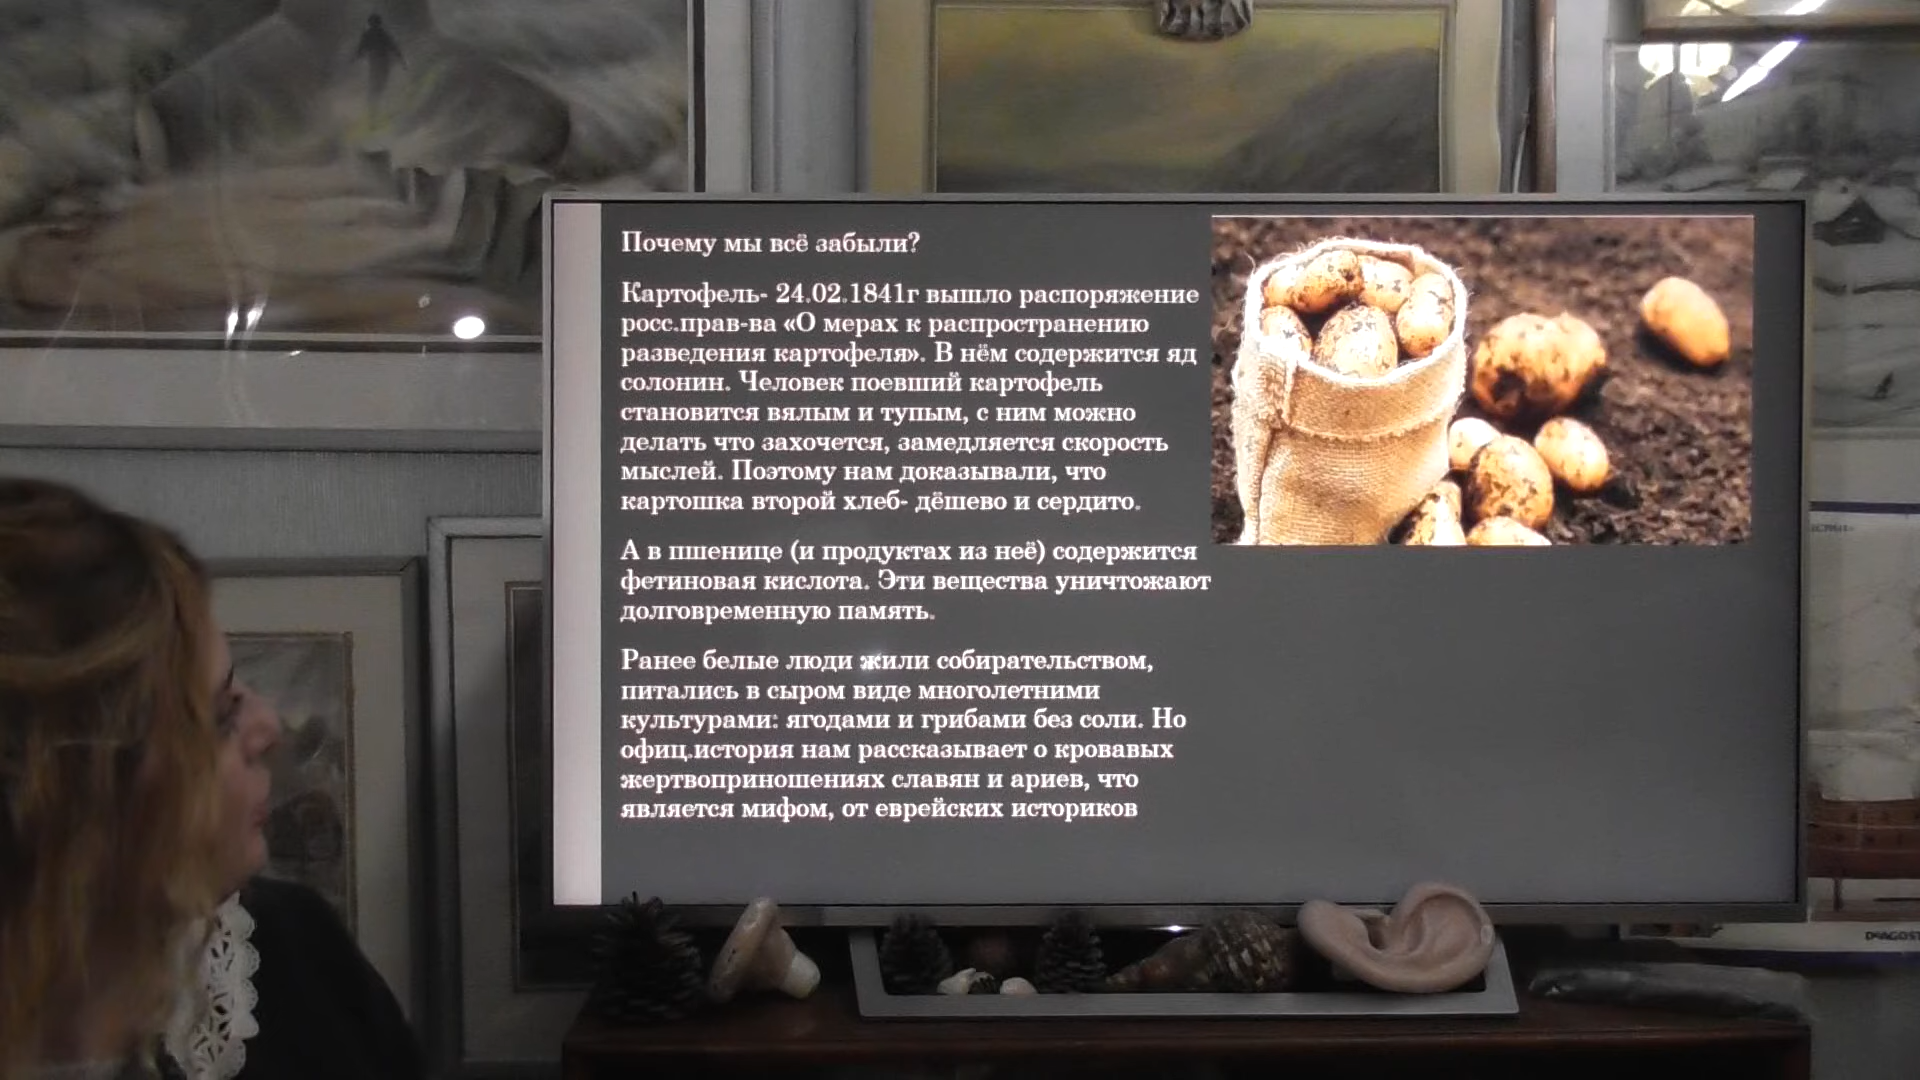 Почему мы всё забыли?
Картофель- 24.02.1841г вышло распоряжение
росс.прав-ва «О мерах к распространению
разведения картофеля». В нём содержится яд
солонин. Человек поевший картофель
становится вялым и тупым, с ним можно
делать что захочется, замедляется скорость
мыслей. Поэтому нам доказывали, что
картошка второй хлеб- дёшево и сердито.
А в пшенице (и продуктах из неё) содержится
фетиновая кислота. Эти вещества уничтожают
долговременную память.
Ранее белые люди жили собирательством,
питались в сыром виде многолетними
культурами: ягодами и грибами без соли. Но
офиц.история нам рассказывает о кровавых
жертвоприношениях славян и ариев, что
является мифом, от еврейских историков